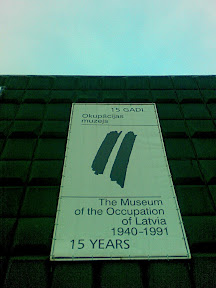 15 GADI
Okupācijas
muzejs
The Museum
of the Occupation
of Latvia
1940-1991
15 YEARS